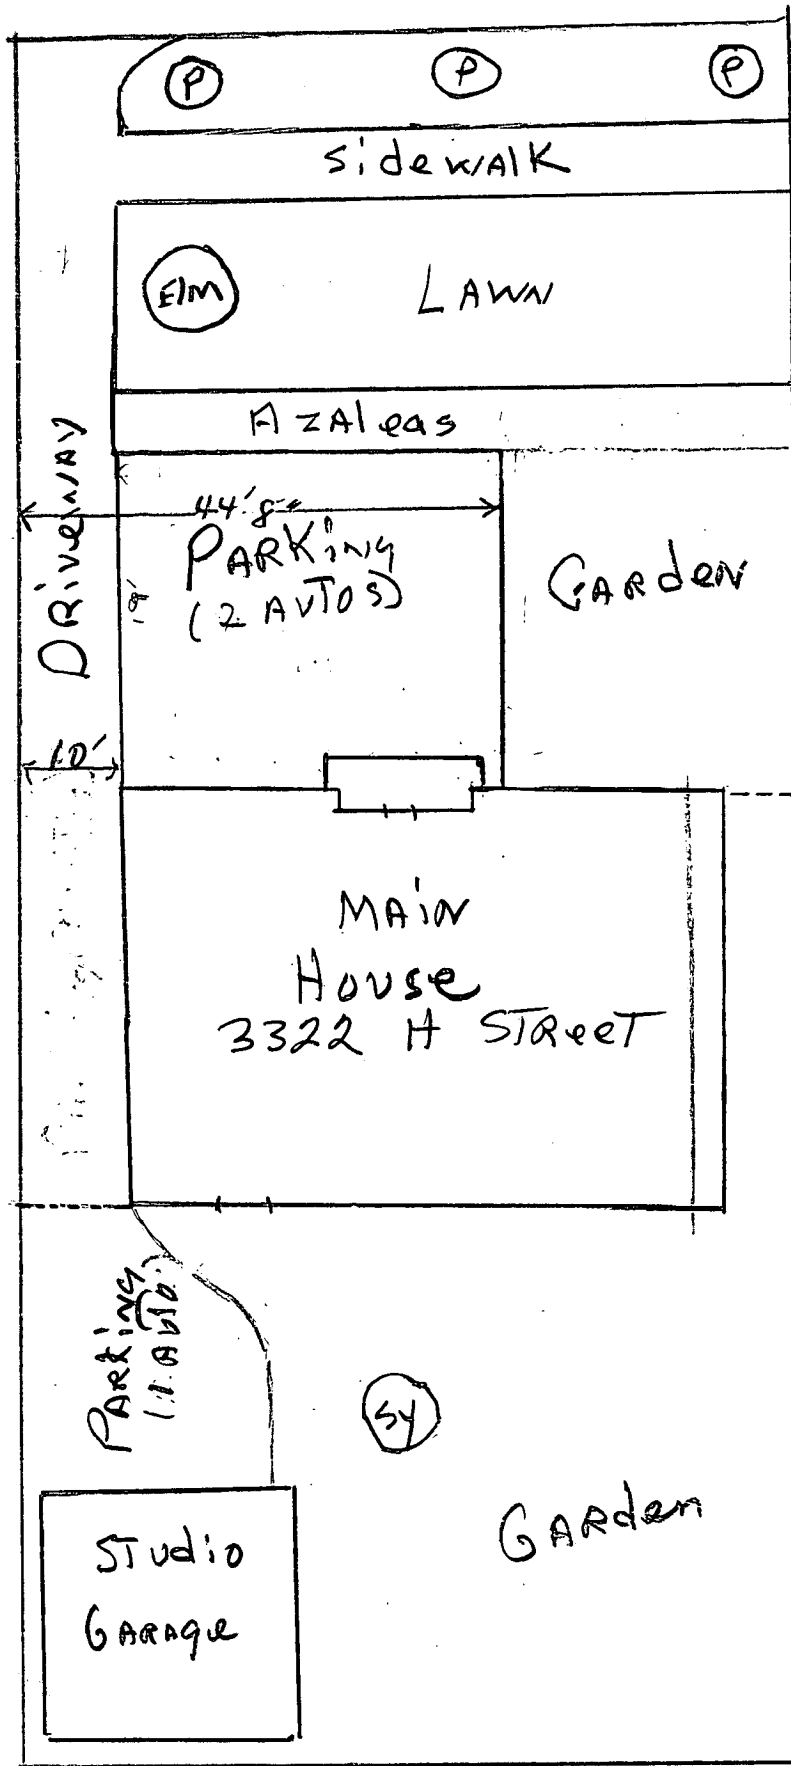 P P P
SidewAlK
Elm
LAWN
AzAleas
DRiveWAY
44' 8"
PARKing
(2 AUTOS)
GARden
10'
MAiN
House
3322 H STReeT
PARKiNg
(1 AUTO)
Sy
STudio
GARAge
GARden